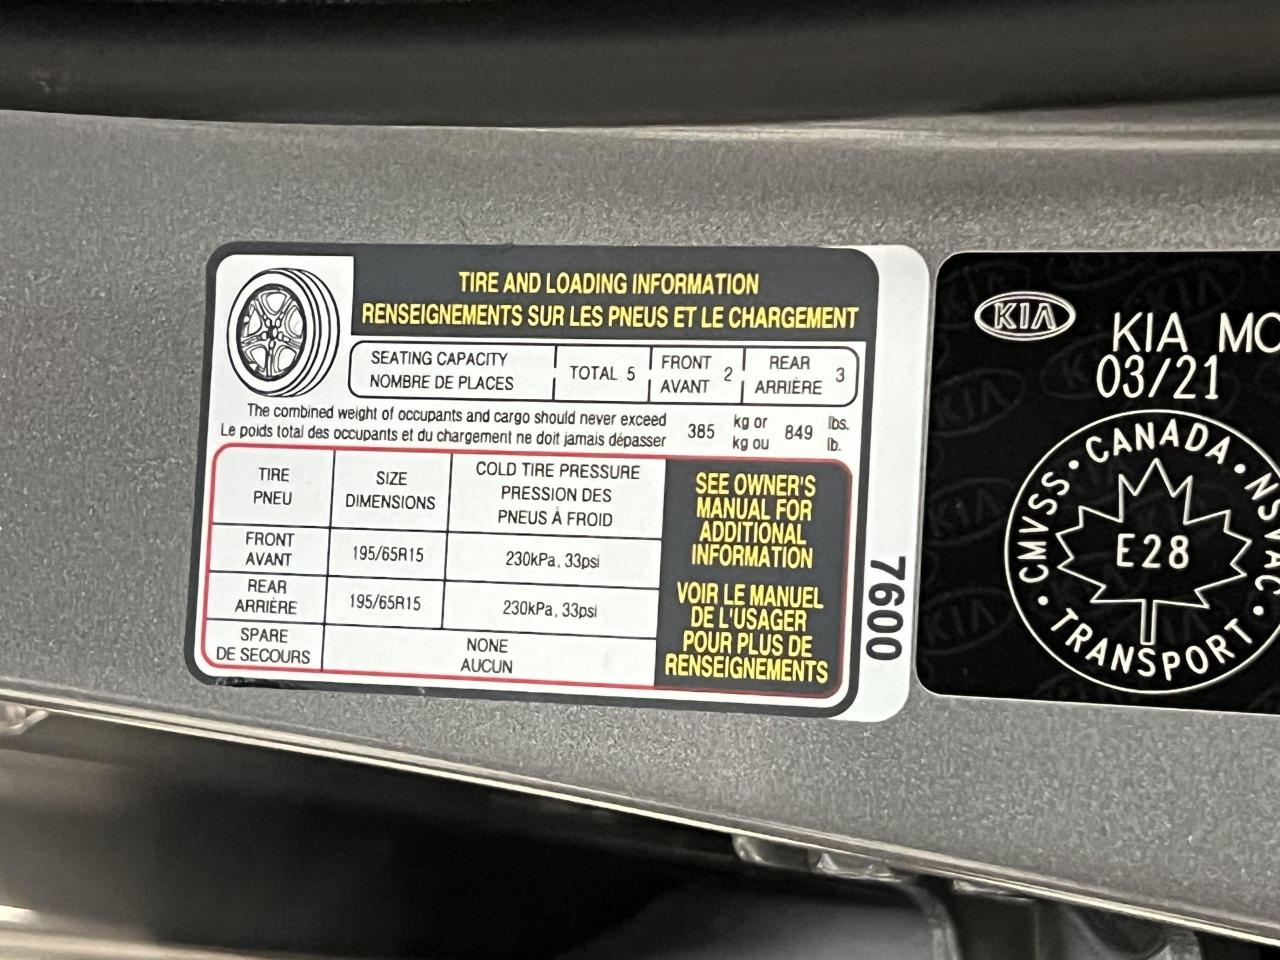 TIRE AND LOADING INFORMATION
RENSEIGNEMENTS SUR LES PNEUS ET LE CHARGEMENT
SEATING CAPACITY
NOMBRE DE PLACES
TOTAL 5
FRONT
AVANT
2
REAR
ARRIÈRE
3
The combined weight of occupants and cargo should never exceed
Le poids total des occupants et du chargement ne doit jamais dépasser
385
kg or
kg ou
849
lbs.
lb.
TIRE
PNEU
SIZE
DIMENSIONS
COLD TIRE PRESSURE
PRESSION DES
PNEUS À FROID
FRONT
AVANT
195/65R15
230kPa, 33psi
REAR
ARRIÈRE
195/65R15
230kPa, 33psi
SPARE
DE SECOURS
NONE
AUCUN
SEE OWNER'S
MANUAL FOR
ADDITIONAL
INFORMATION
VOIR LE MANUEL
DE L'USAGER
POUR PLUS DE
RENSEIGNEMENTS
7600
KIA
KIA MO
03/21
CMVSS • CANADA • NSVAC • TRANSPORT •
E28